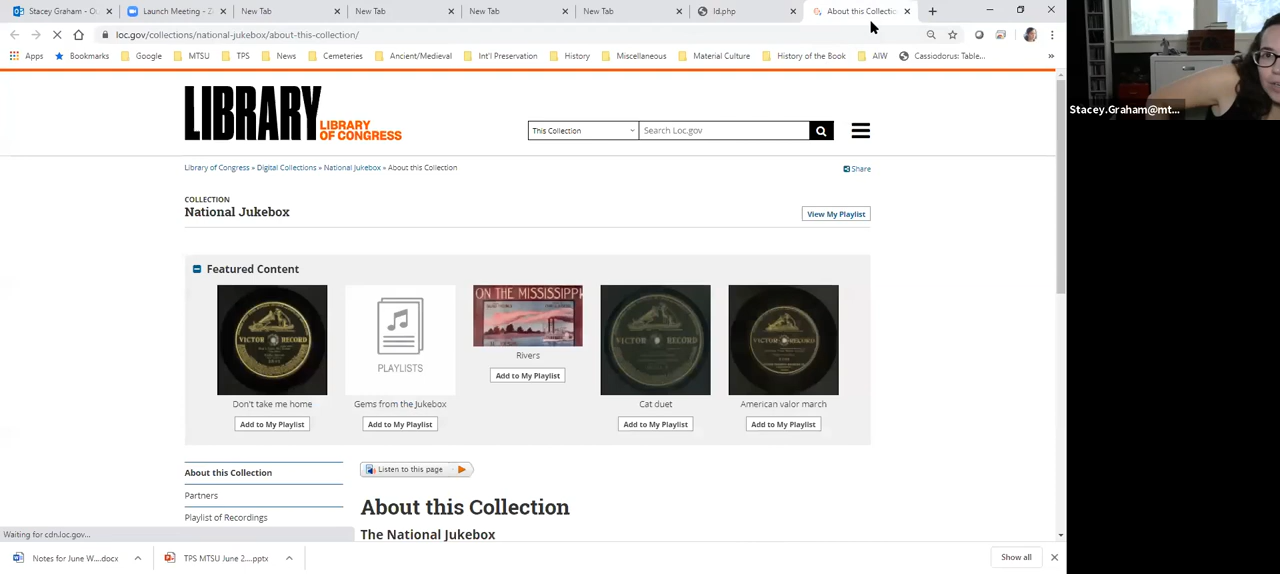 Stacey Graham - O
Launch Meeting - Z
New Tab
New Tab
New Tab
New Tab
ld.php
About this Collectio
loc.gov/collections/national-jukebox/about-this-collection/
Apps Bookmarks Google MTSU TPS News Cemeteries Ancient/Medieval Int'l Preservation History Miscellaneous Material Culture History of the Book AIW Cassiodorus: Table... »
Stacey.Graham@mt...
LIBRARY LIBRARY OF CONGRESS
This Collection
Search Loc.gov
Library of Congress » Digital Collections » National Jukebox » About this Collection
Share
COLLECTION
National Jukebox
View My Playlist
Featured Content
ON THE MISSISSIPPI
VICTOR RECORD
PLAYLISTS
VICTOR RECORD
VICTOR RECORD
Rivers
Add to My Playlist
Don't take me home
Gems from the Jukebox
Cat duet
American valor march
Add to My Playlist
Add to My Playlist
Add to My Playlist
Add to My Playlist
About this Collection
Listen to this page
Partners
About this Collection
Playlist of Recordings
The National Jukebox
Waiting for cdn.loc.gov...
Notes for June W....docx
TPS MTSU June 2....pptx
Show all